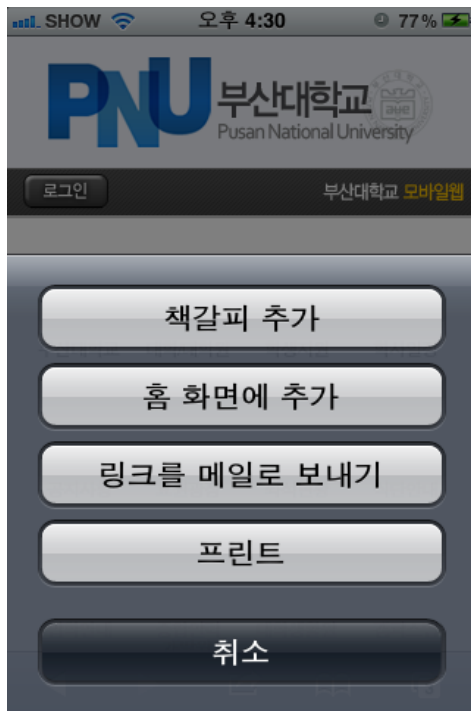 SHOW 오후 4:30 77%
PNU 부산대학교
Pusan National University
로그인 부산대학교 모바일웹
책갈피 추가
홈 화면에 추가
링크를 메일로 보내기
프린트
취소